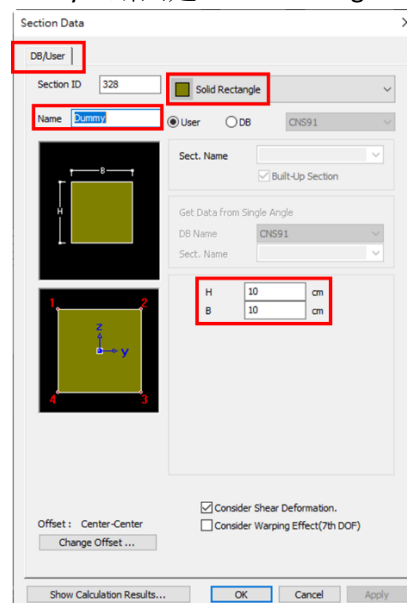 Section Data
DB/User
Section ID 328 Solid Rectangle
Name Dummy User DB CNS91
Sect. Name
Built-Up Section
Get Data from Single Angle
DB Name CNS91
Sect. Name
B
H
H 10 cm
B 10 cm
1 2
z
y
4 3
Consider Shear Deformation.
Offset : Center-Center Consider Warping Effect(7th DOF)
Change Offset ...
Show Calculation Results... OK Cancel Apply